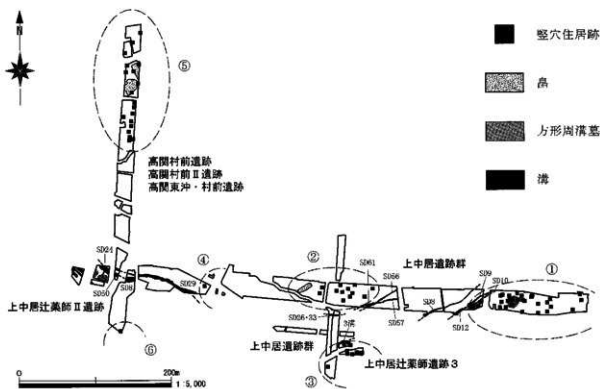 N
竪穴住居跡
畠
方形周溝墓
溝
⑤
高関村前遺跡
高関村前Ⅱ遺跡
高関東沖・村前遺跡
④
②
上中居遺跡群
①
SD24
SD50
SD8
SD29
SD61
SD66
SD57
SD9
SD10
SD8
SD12
上中居辻薬師Ⅱ遺跡
SD56・33
3溝
上中居遺跡群
上中居辻薬師遺跡3
③
⑥
0
200m
1:5,000